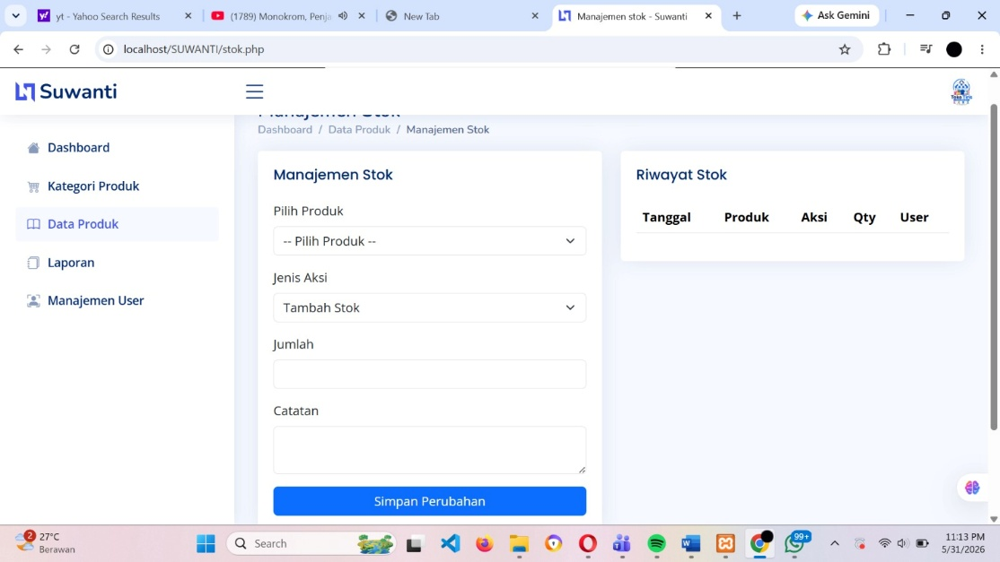 yt - Yahoo Search Results
(1789) Monokrom, Penja
New Tab
Manajemen stok - Suwanti
Ask Gemini
localhost/SUWANTI/stok.php
Suwanti
Manajemen Stok
Dashboard / Data Produk / Manajemen Stok
Dashboard
Kategori Produk
Data Produk
Laporan
Manajemen User
Manajemen Stok
Pilih Produk
-- Pilih Produk --
Jenis Aksi
Tambah Stok
Jumlah
Catatan
Simpan Perubahan
Riwayat Stok
Tanggal Produk Aksi Qty User
2
27°C
Berawan
Search
99+
11:13 PM
5/31/2026